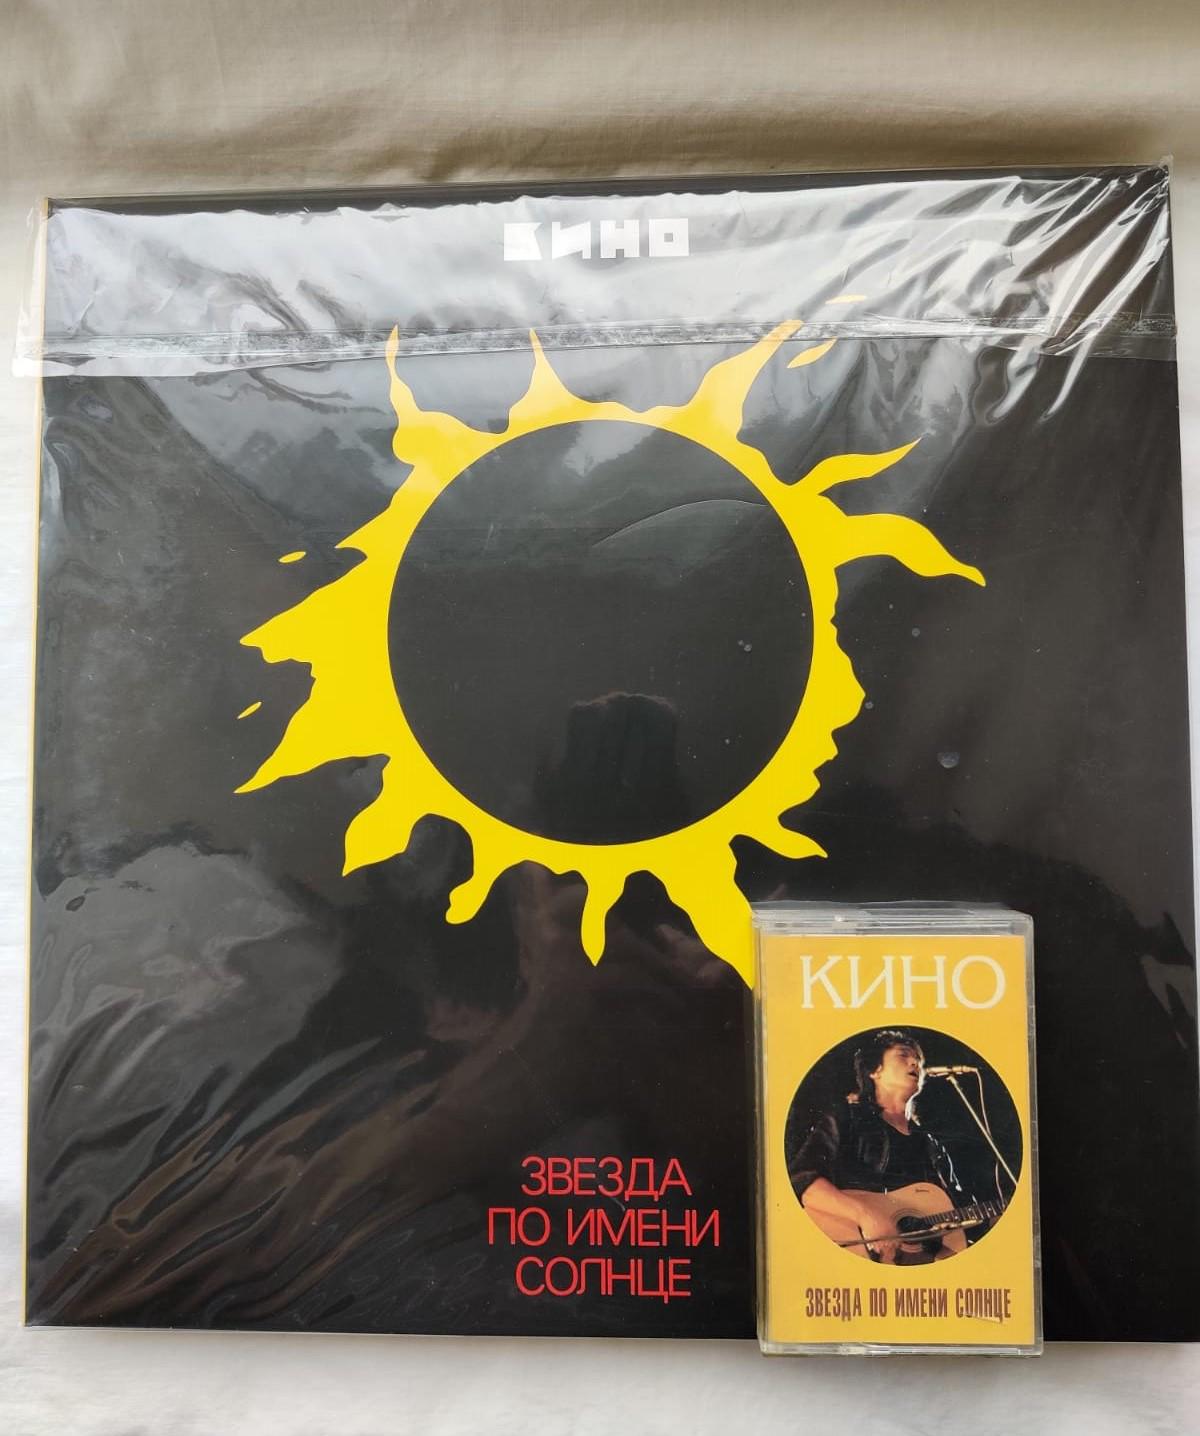 КИНО
ЗВЕЗДА
ПО ИМЕНИ
СОЛНЦЕ
КИНО
ЗВЕЗДА ПО ИМЕНИ СОЛНЦЕ